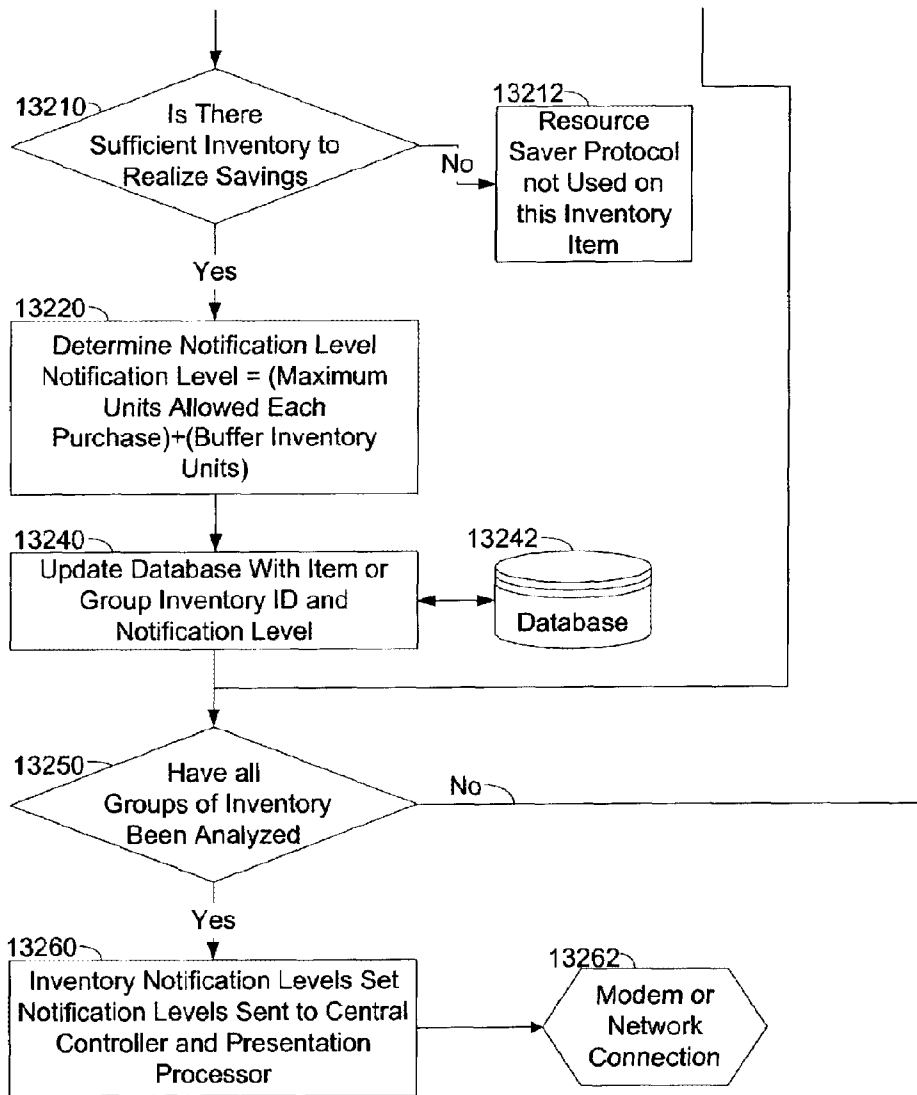 13210
Is There
Sufficient Inventory to
Realize Savings
No
13212
Resource
Saver Protocol
not Used on
this Inventory
Item
Yes
13220
Determine Notification Level
Notification Level = (Maximum
Units Allowed Each
Purchase)+(Buffer Inventory
Units)
13240
Update Database With Item or
Group Inventory ID and
Notification Level
13242
Database
13250
Have all
Groups of Inventory
Been Analyzed
No
Yes
13260
Inventory Notification Levels Set
Notification Levels Sent to Central
Controller and Presentation
Processor
13262
Modem or
Network
Connection